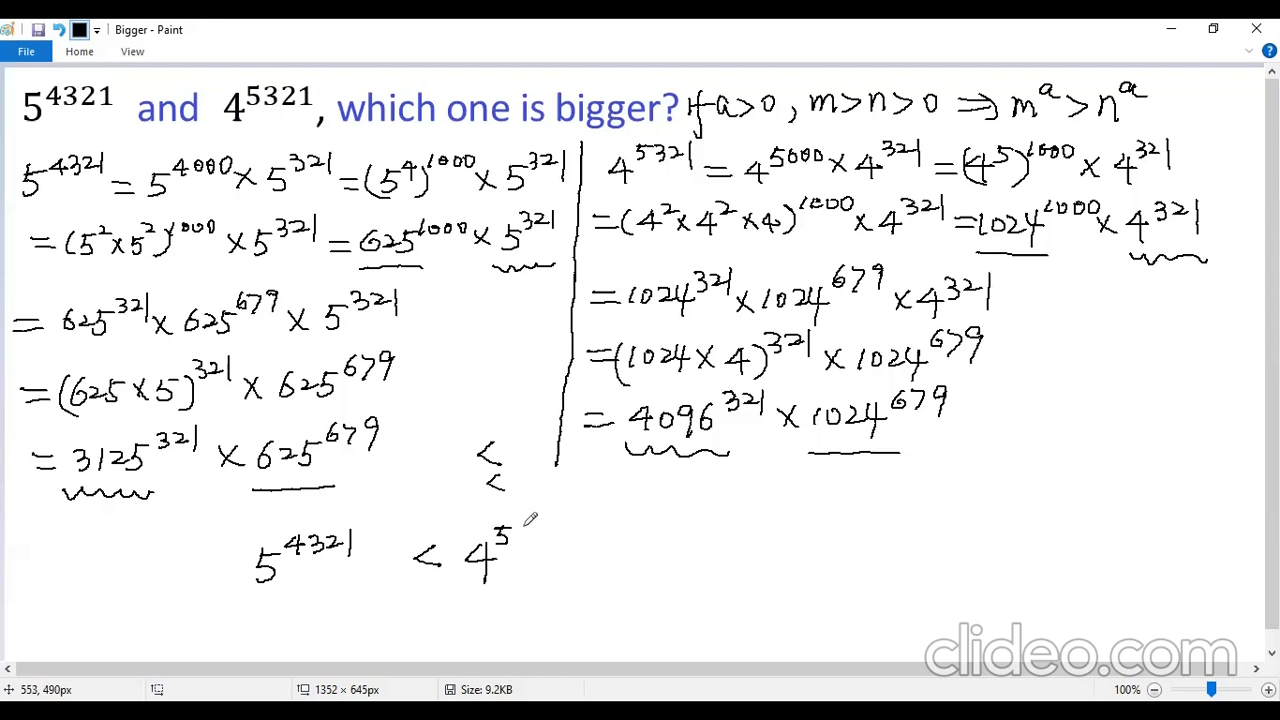 Bigger - Paint
File Home View
5^4321 and 4^5321, which one is bigger? If a>0, m>n>0 ⟹ m^a > n^a
5^4321 = 5^4000 × 5^321 = (5^4)^1000 × 5^321
= (5^2 × 5^2)^1000 × 5^321 = 625^1000 × 5^321
= 625^321 × 625^679 × 5^321
= (625 × 5)^321 × 625^679
= 3125^321 × 625^679
4^5321 = 4^5000 × 4^321 = (4^5)^1000 × 4^321
= (4^2 × 4^2 × 4)^1000 × 4^321 = 1024^1000 × 4^321
= 1024^321 × 1024^679 × 4^321
= (1024 × 4)^321 × 1024^679
= 4096^321 × 1024^679
<
<
5^4321 < 4^5
clideo.com
553, 490px 1352 × 645px Size: 9.2KB 100%